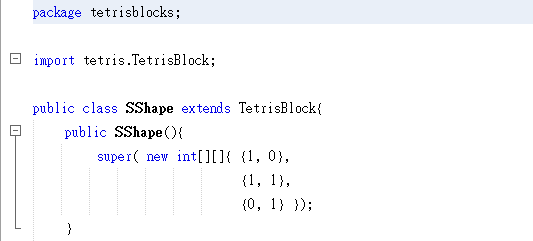 package tetrisblocks;
import tetris.TetrisBlock;
public class SShape extends TetrisBlock{
public SShape(){
super( new int[][]{ {1, 0},
{1, 1},
{0, 1} });
}